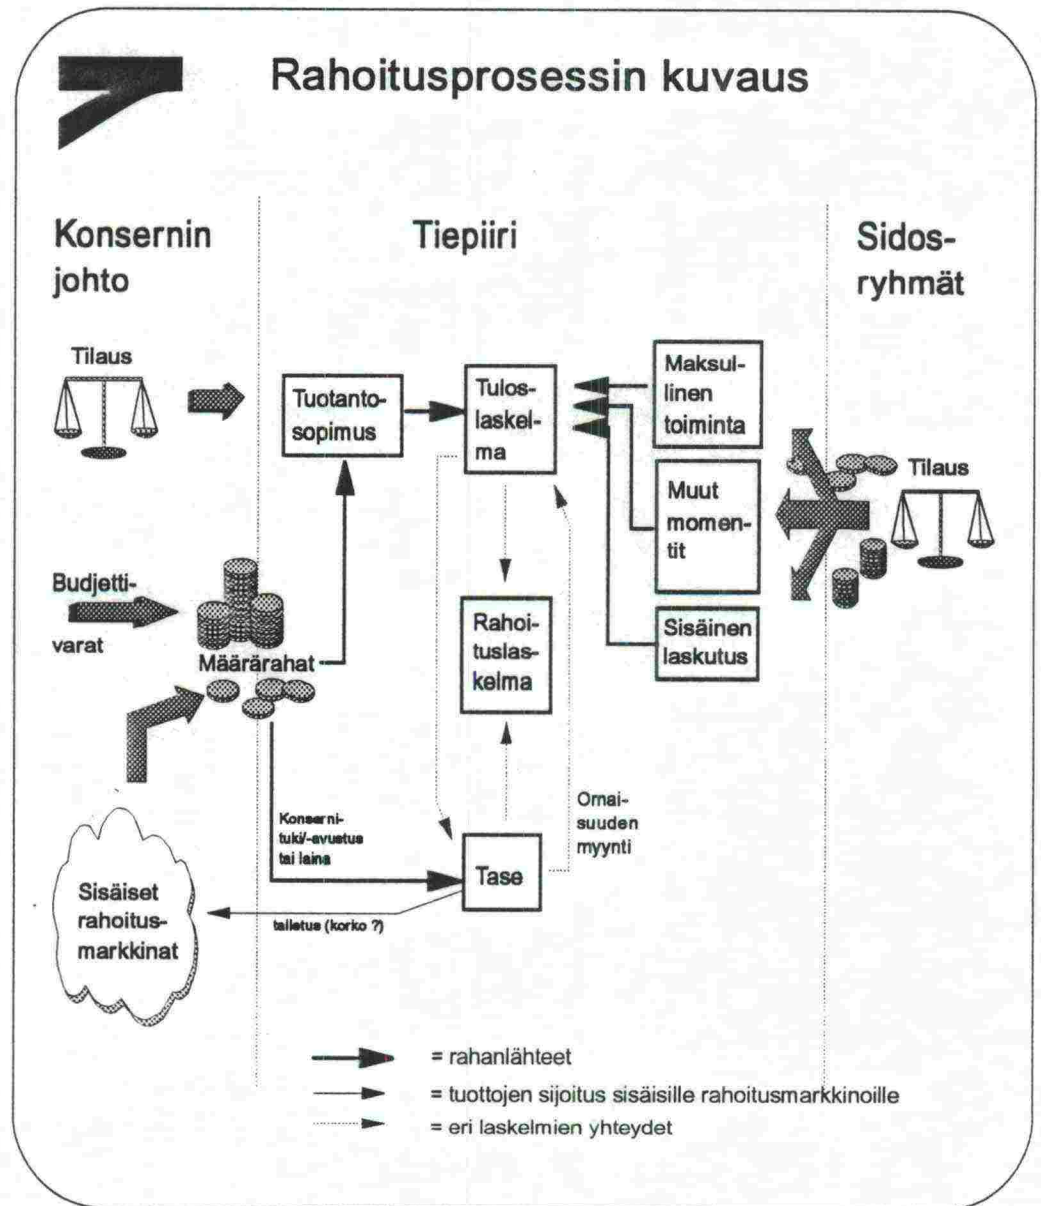 Rahoitusprosessin kuvaus
Konsernin
johto
Tiepiiri
Sidos-
ryhmät
Tilaus
Tuotanto-
sopimus
Tulos-
laskel-
ma
Maksul-
linen
toiminta
Muut
momen-
tit
Sisäinen
laskutus
Tilaus
Budjetti-
varat
Määrärahat
Rahoi-
tuslas-
kelma
Konserni-
tuki/-avustus
tai laina
Omai-
suuden
myynti
Tase
Sisäiset
rahoitus-
markkinat
talletus (korko ?)
= rahanlähteet
= tuottojen sijoitus sisäisille rahoitusmarkkinoille
= eri laskelmien yhteydet